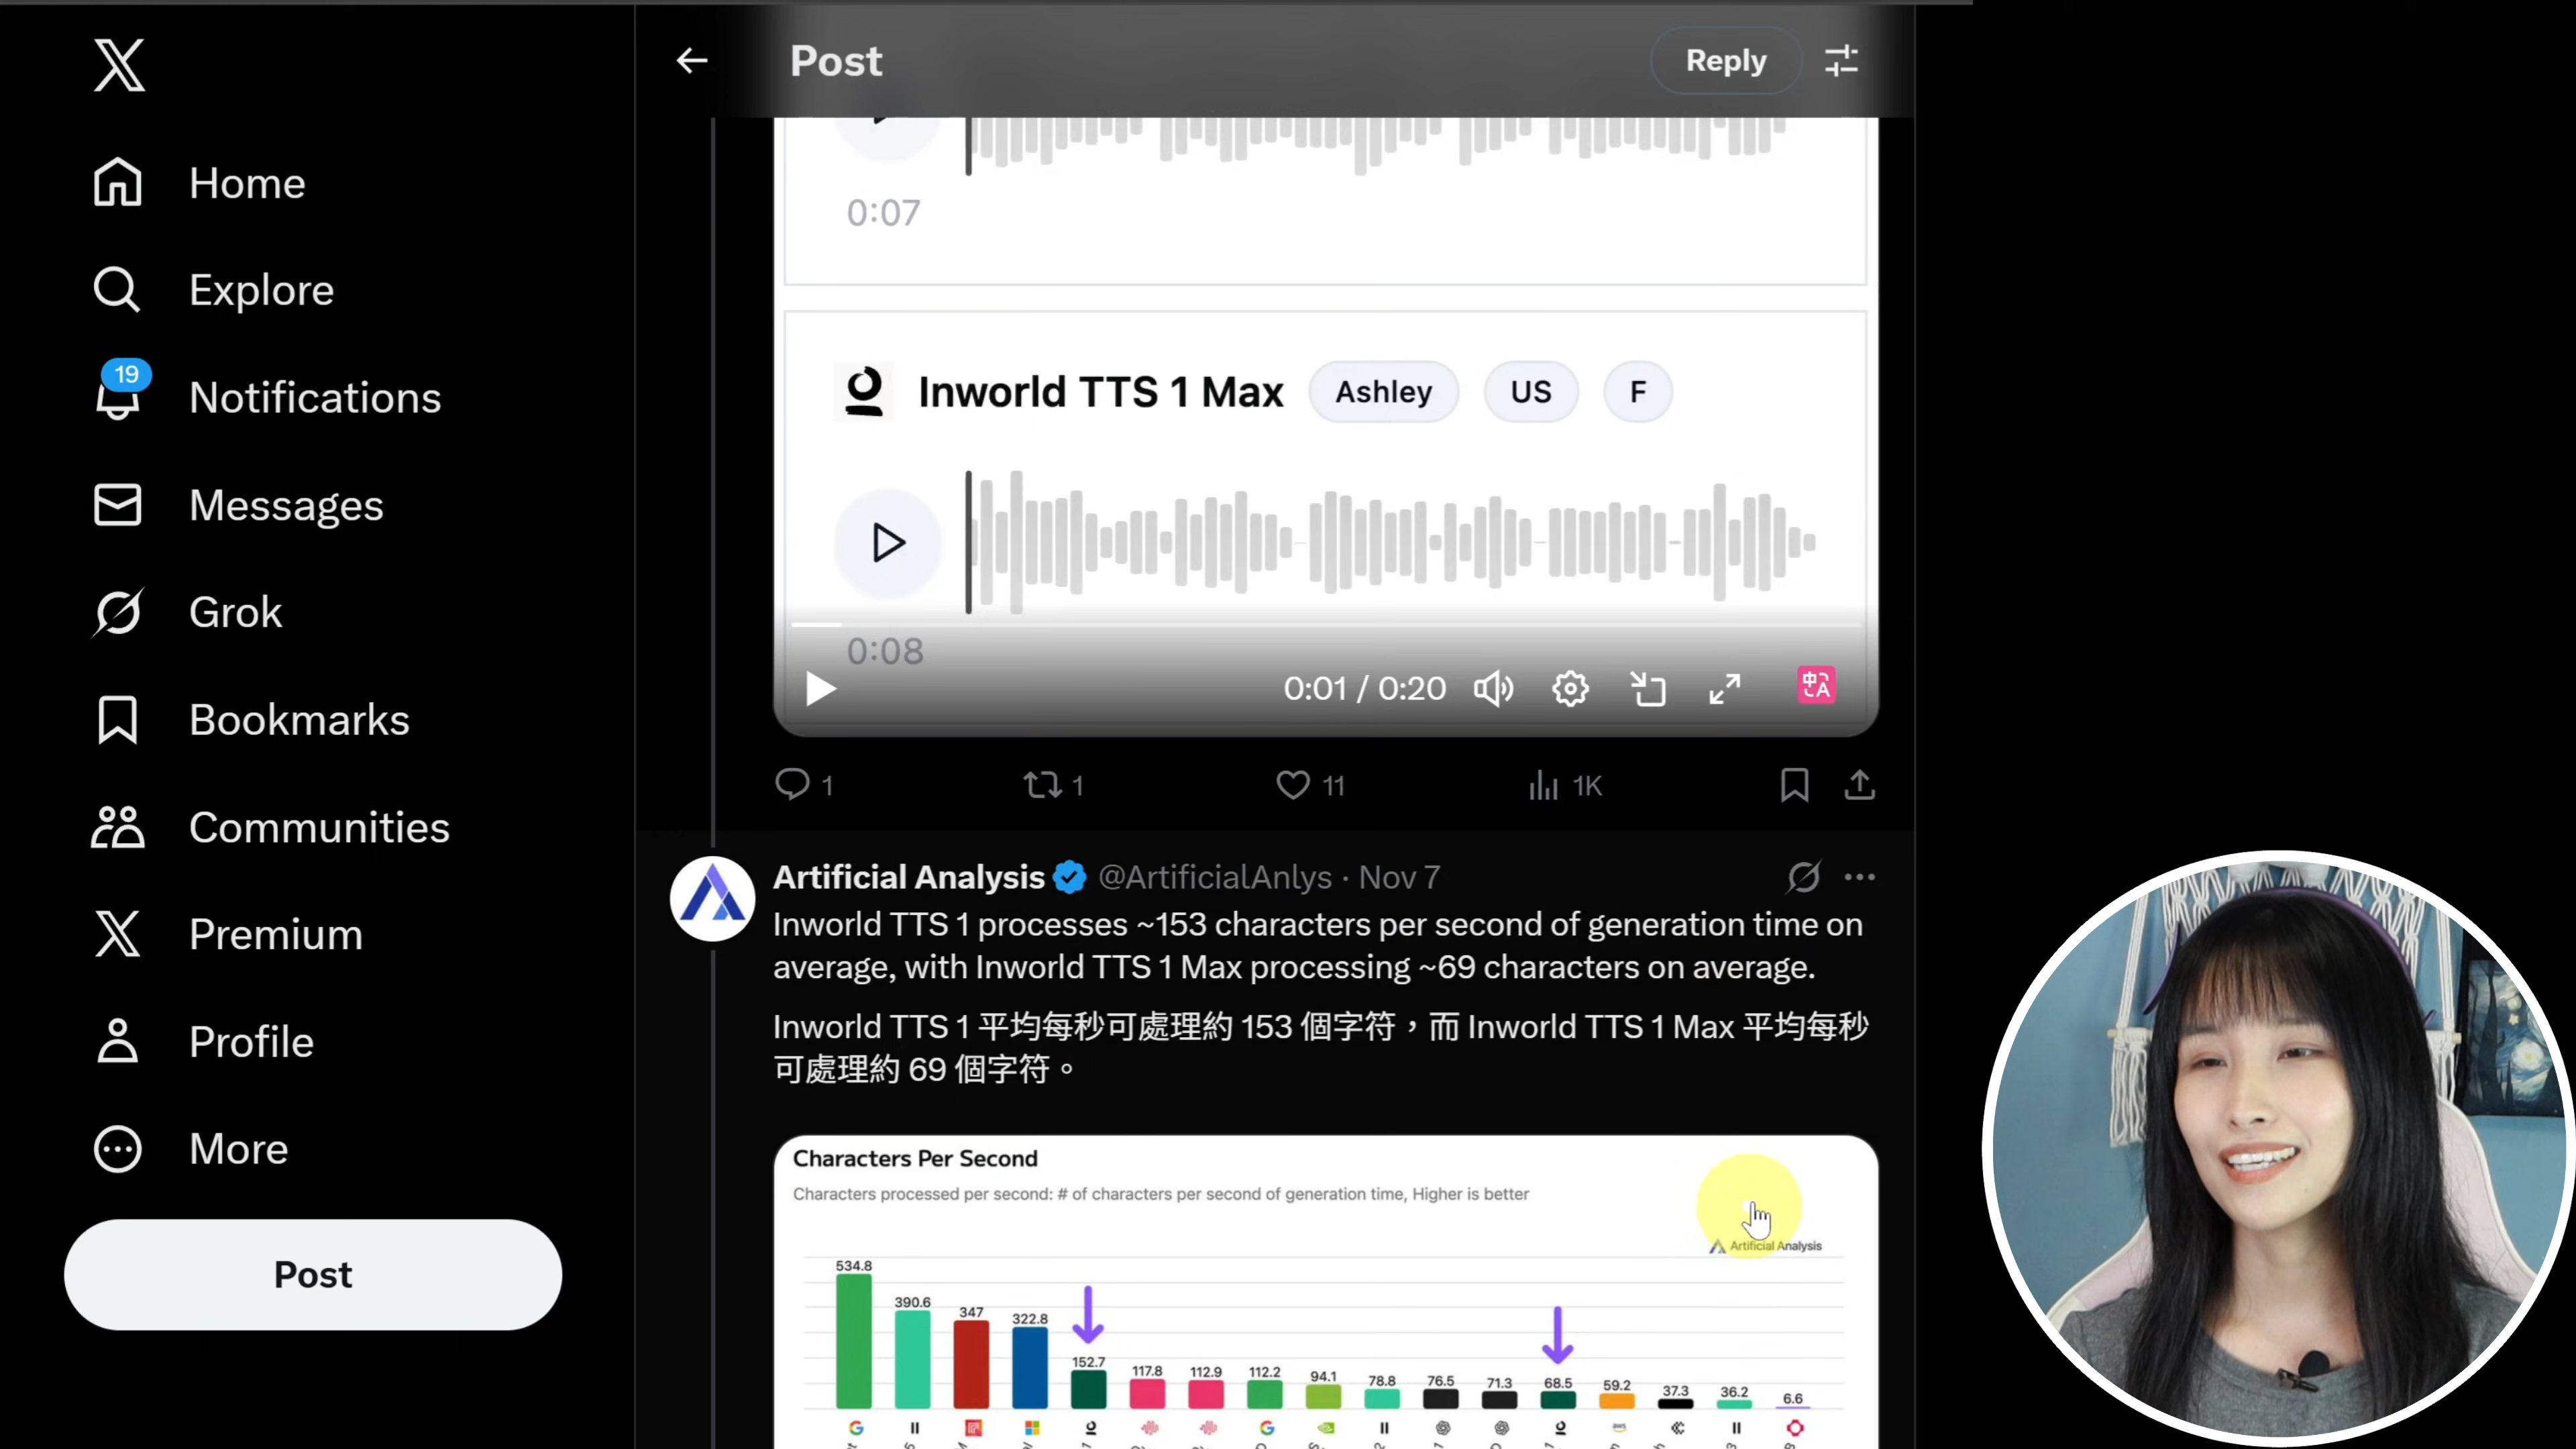 Post
Reply
Home
Explore
19
Notifications
Messages
Grok
Bookmarks
Communities
Premium
Profile
More
Post
0:07
Inworld TTS 1 Max
Ashley
US
F
0:08
0:01 / 0:20
中
A
1
1
11
1K
Artificial Analysis @ArtificialAnlys · Nov 7
Inworld TTS 1 processes ~153 characters per second of generation time on
average, with Inworld TTS 1 Max processing ~69 characters on average.
Inworld TTS 1 平均每秒可處理約 153 個字符，而 Inworld TTS 1 Max 平均每秒
可處理約 69 個字符。
Characters Per Second
Characters processed per second: # of characters per second of generation time, Higher is better
Artificial Analysis
534.8
390.6
347
322.8
152.7
117.8
112.9
112.2
94.1
78.8
76.5
71.3
68.5
59.2
37.3
36.2
6.6
aws